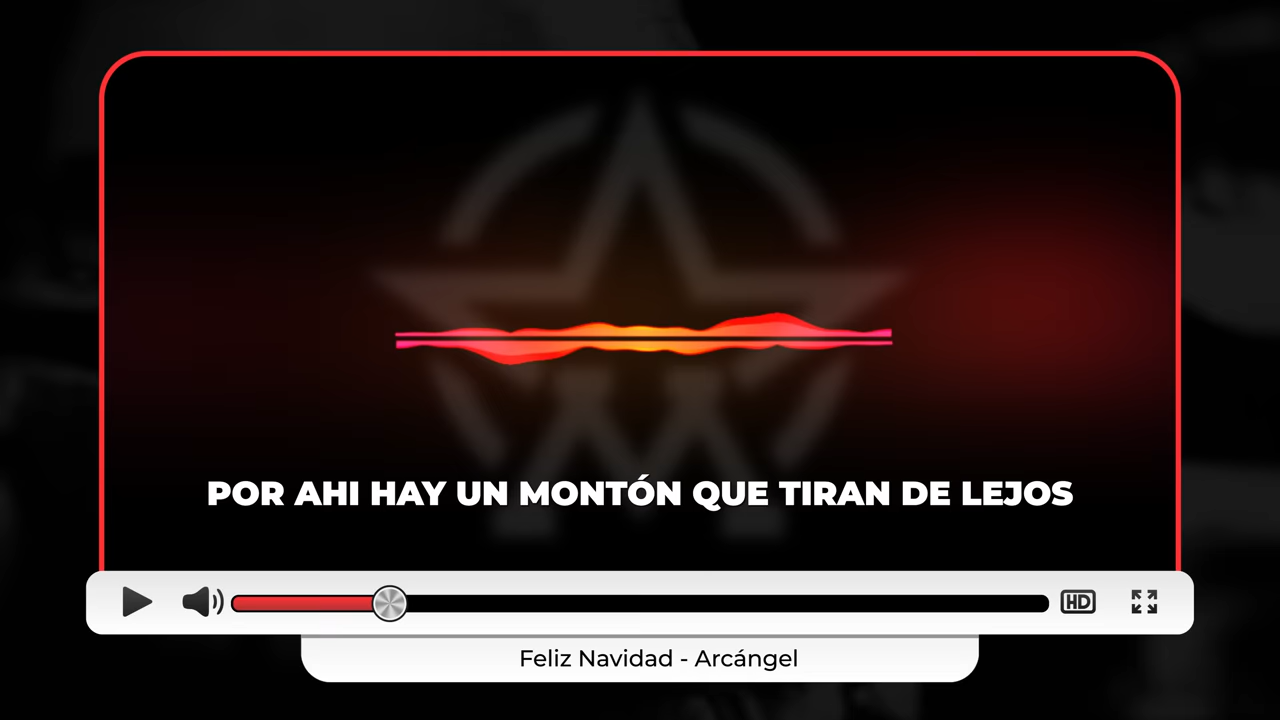 POR AHI HAY UN MONTÓN QUE TIRAN DE LEJOS
HD
Feliz Navidad - Arcángel